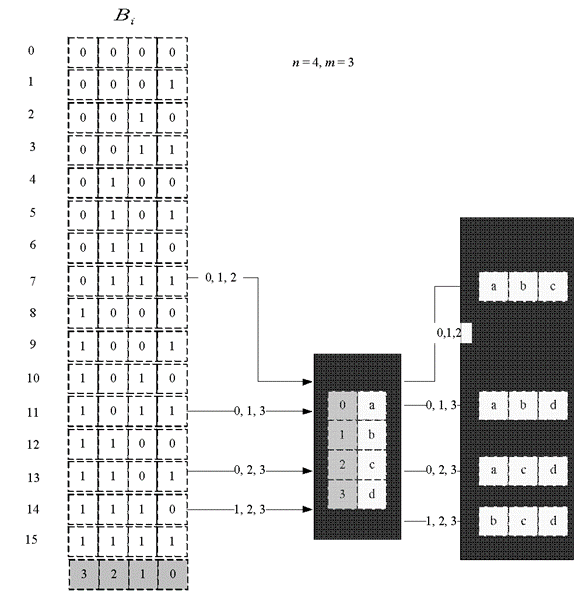 Bi
n = 4, m = 3
0 0 0 0 0
1 0 0 0 1
2 0 0 1 0
3 0 0 1 1
4 0 1 0 0
5 0 1 0 1
6 0 1 1 0
7 0 1 1 1
8 1 0 0 0
9 1 0 0 1
10 1 0 1 0
11 1 0 1 1
12 1 1 0 0
13 1 1 0 1
14 1 1 1 0
15 1 1 1 1
3 2 1 0
0, 1, 2
0, 1, 3
0, 2, 3
1, 2, 3
0 a
1 b
2 c
3 d
0,1,2
0, 1, 3
0, 2, 3
1, 2, 3
a b c
a b d
a c d
b c d